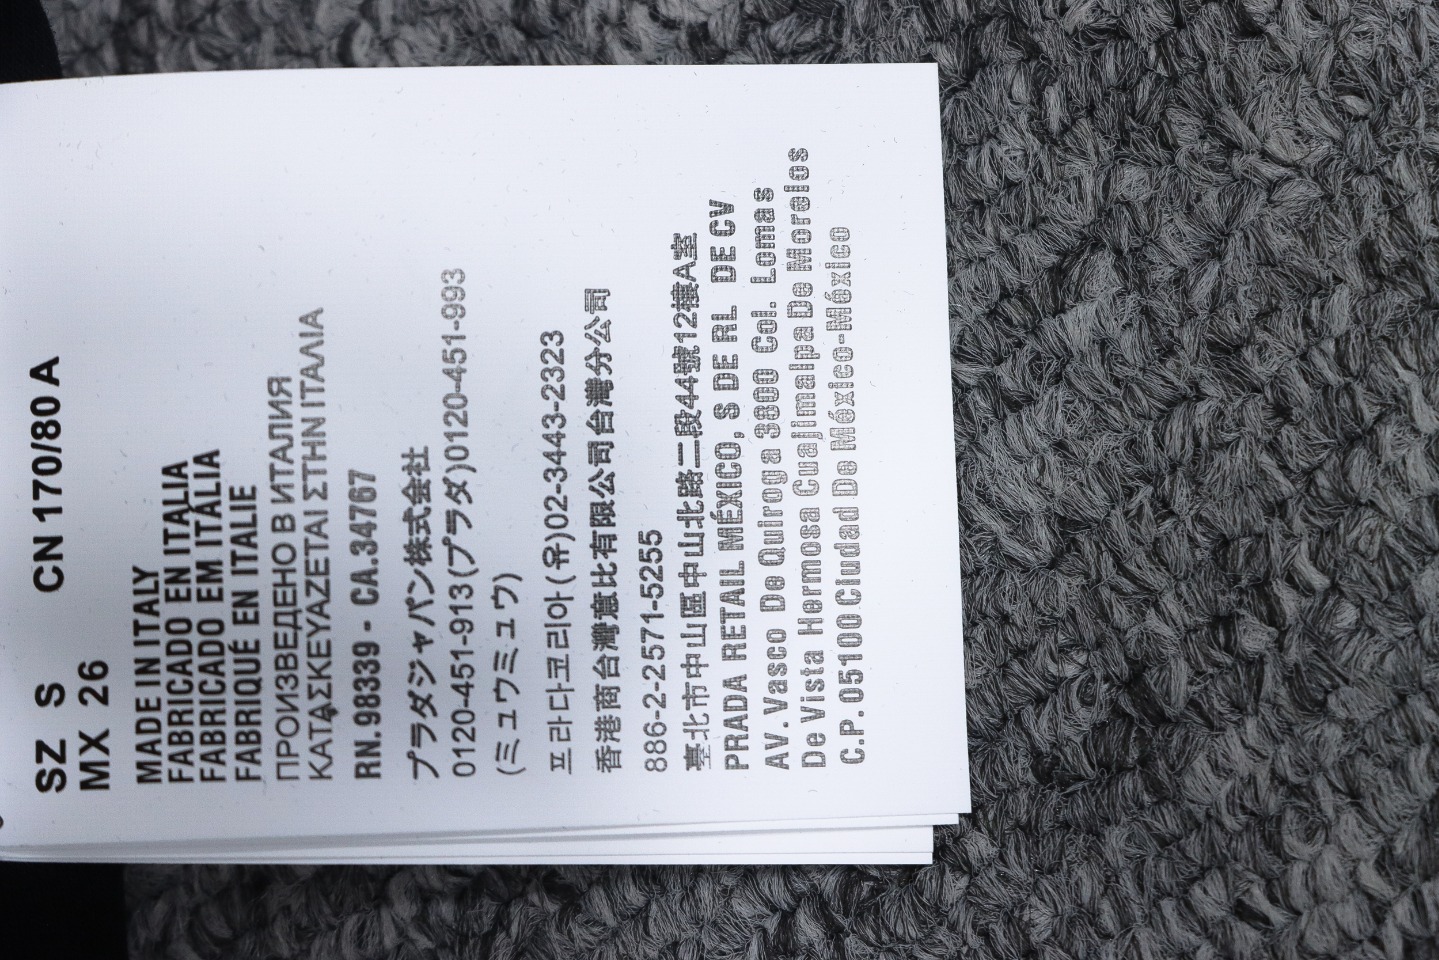 SZ S CN 170/80 A
MX 26
MADE IN ITALY
FABRICADO EN ITALIA
FABRICADO EM ITÁLIA
FABRIQUÉ EN ITALIE
ПРОИЗВЕДЕНО В ИТАЛИЯ
ΚΑΤΑΣΚΕΥΑΖΕΤΑΙ ΣΤΗΝ ΙΤΑΛΙΑ
RN.98339 - CA.34767
プラダジャパン株式会社
0120-451-913(プラダ)0120-451-993
(ミュウミュウ)
프라다코리아(유)02-3443-2323
香港商台灣意比有限公司台灣分公司
886-2-2571-5255
臺北市中山區中山北路二段44號12樓A室
PRADA RETAIL MÉXICO, S DE RL DE CV
AV. Vasco De Quiroga 3800 Col. Lomas
De Vista Hermosa Cuajimalpa De Morelos
C.P. 05100 Ciudad De México-México